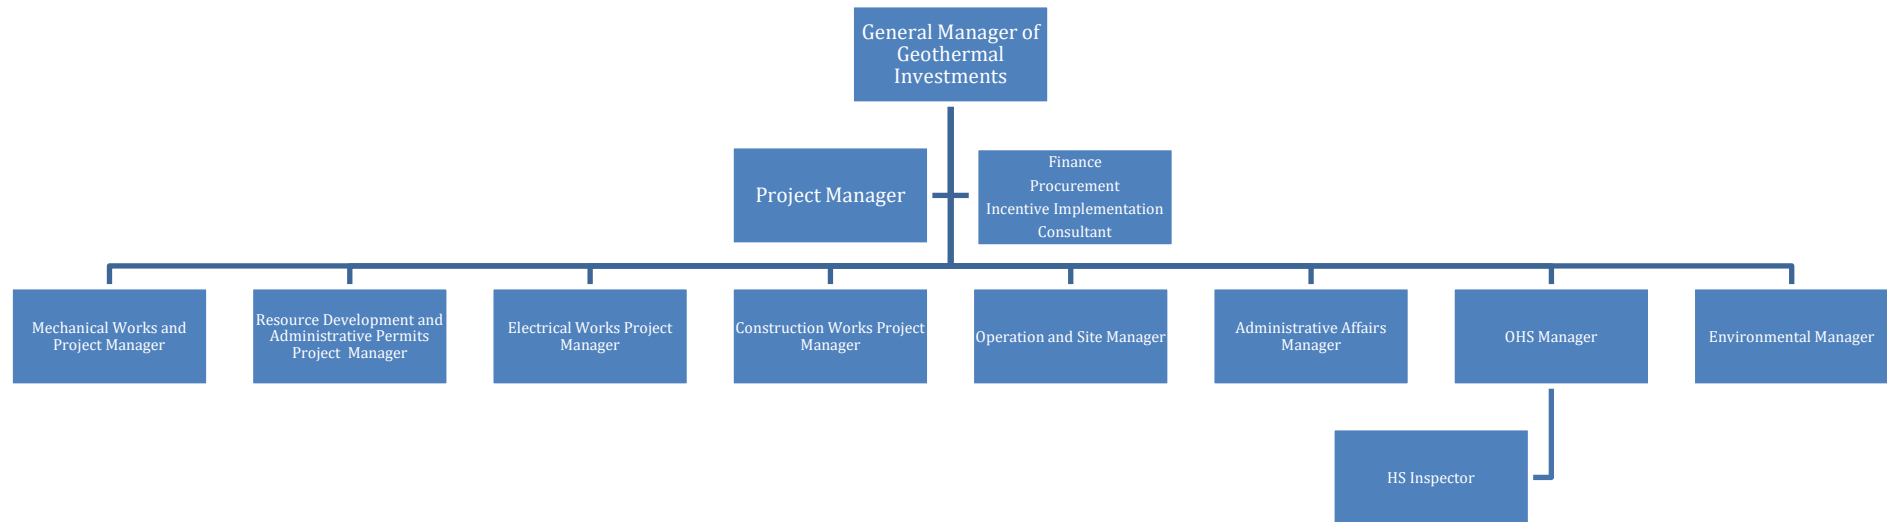 General Manager of
Geothermal
Investments
Project Manager
Finance
Procurement
Incentive Implementation
Consultant
Mechanical Works and
Project Manager
Resource Development and
Administrative Permits
Project Manager
Electrical Works Project
Manager
Construction Works Project
Manager
Operation and Site Manager
Administrative Affairs
Manager
OHS Manager
Environmental Manager
HS Inspector